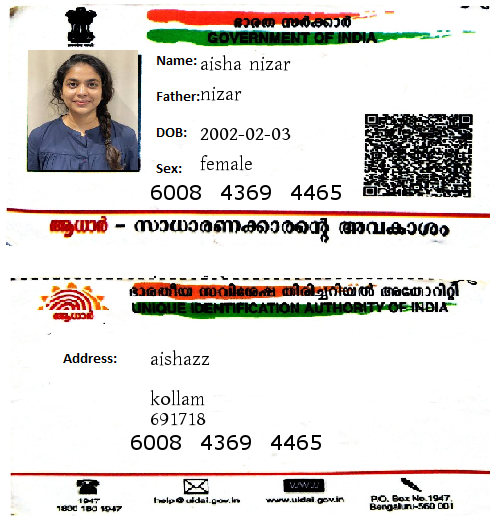 ഭാരത സർക്കാർ
GOVERNMENT OF INDIA
Name: aisha nizar
Father: nizar
DOB: 2002-02-03
Sex: female
6008 4369 4465
ആധാർ – സാധാരണക്കാരന്റെ അവകാശം
ഭാരതീയ സവിശേഷ തിരിച്ചറിയൽ അതോറിറ്റി
UNIQUE IDENTIFICATION AUTHORITY OF INDIA
ആധാർ
Address: aishazz
kollam
691718
6008 4369 4465
1947
1800 180 1947
help@uidai.gov.in
www
www.uidai.gov.in
P.O. Box No.1947,
Bengaluru-560 001